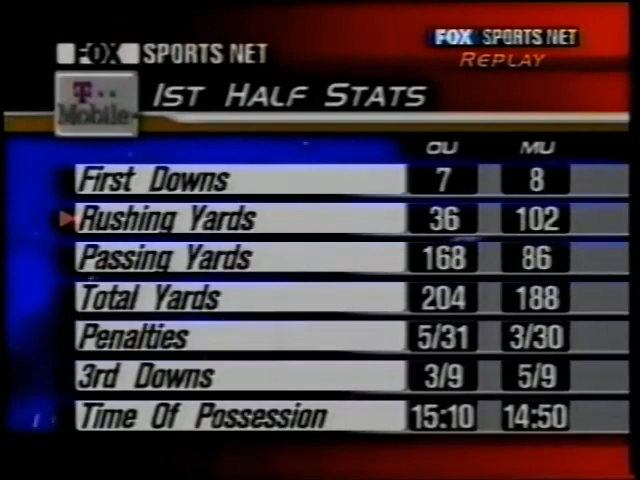 FOX SPORTS NET
FOX SPORTS NET
REPLAY
T··Mobile·
1ST HALF STATS
OU MU
First Downs 7 8
Rushing Yards 36 102
Passing Yards 168 86
Total Yards 204 188
Penalties 5/31 3/30
3rd Downs 3/9 5/9
Time Of Possession 15:10 14:50